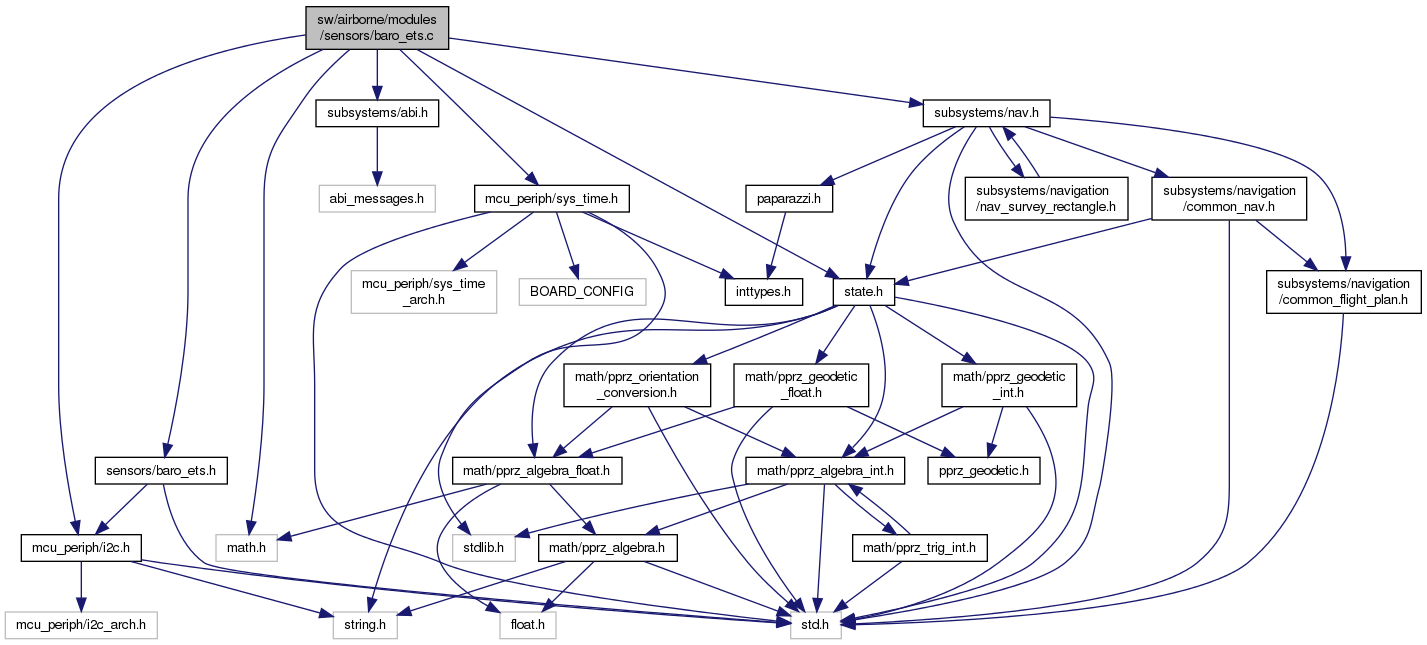 sw/airborne/modules
/sensors/baro_ets.c
subsystems/abi.h
subsystems/nav.h
abi_messages.h
mcu_periph/sys_time.h
paparazzi.h
subsystems/navigation
/nav_survey_rectangle.h
subsystems/navigation
/common_nav.h
mcu_periph/sys_time
_arch.h
BOARD_CONFIG
inttypes.h
state.h
subsystems/navigation
/common_flight_plan.h
math/pprz_orientation
_conversion.h
math/pprz_geodetic
_float.h
math/pprz_geodetic
_int.h
sensors/baro_ets.h
math/pprz_algebra_float.h
math/pprz_algebra_int.h
pprz_geodetic.h
mcu_periph/i2c.h
math.h
stdlib.h
math/pprz_algebra.h
math/pprz_trig_int.h
mcu_periph/i2c_arch.h
string.h
float.h
std.h